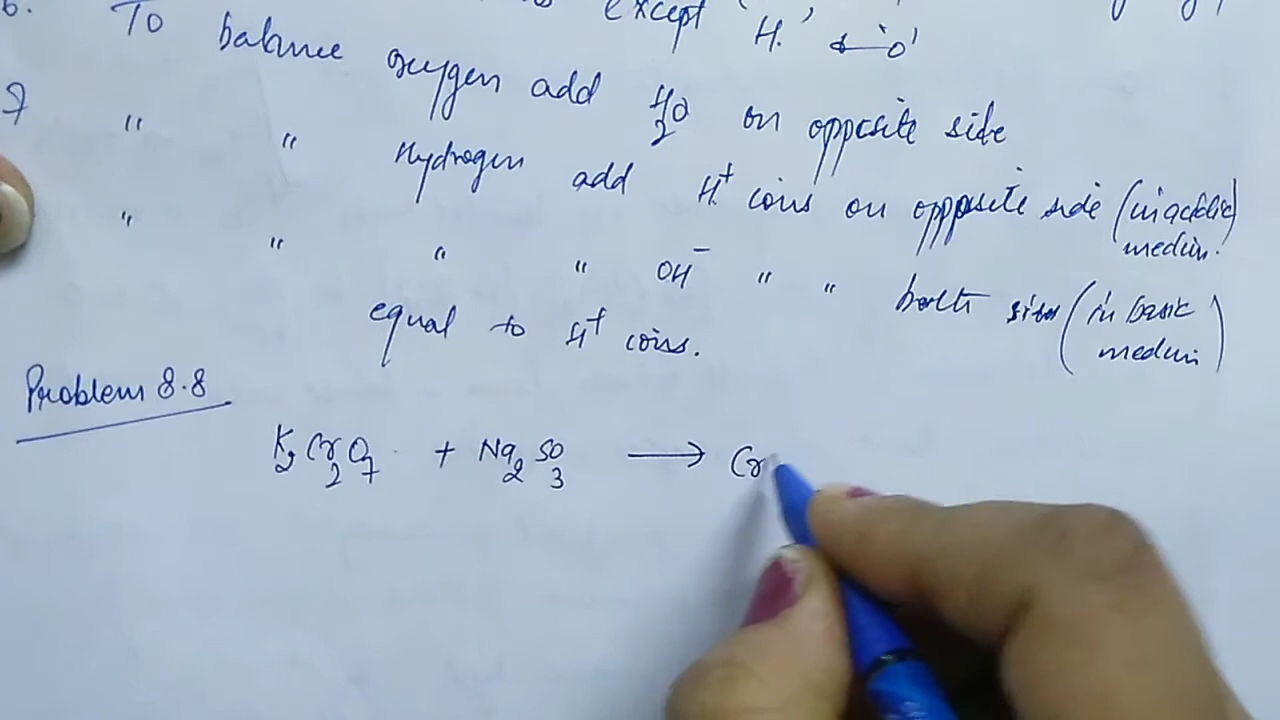 6. To balance oxygen add H2O on opposite side
except 'H' & 'O'
7 " " Hydrogen add H+ ions on opposite side (in acidic medium.)
" " " " OH- " " both sides (in basic medium)
equal to H+ ions.
Problem 8.8
K2Cr2O7 + Na2SO3 → Cr